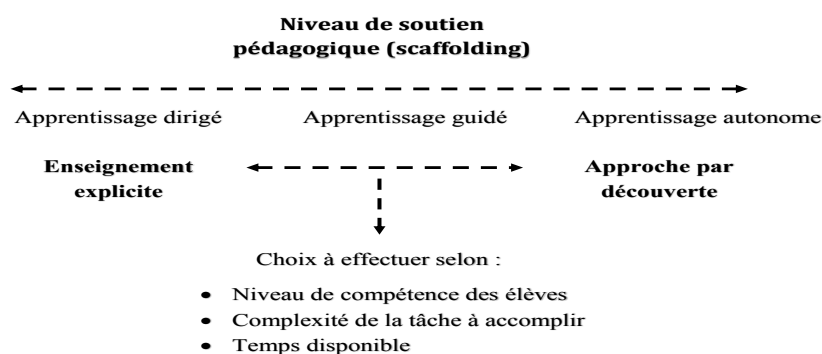 Niveau de soutien
pédagogique (scaffolding)
Apprentissage dirigé
Apprentissage guidé
Apprentissage autonome
Enseignement
explicite
Approche par
découverte
Choix à effectuer selon :
• Niveau de compétence des élèves
• Complexité de la tâche à accomplir
• Temps disponible